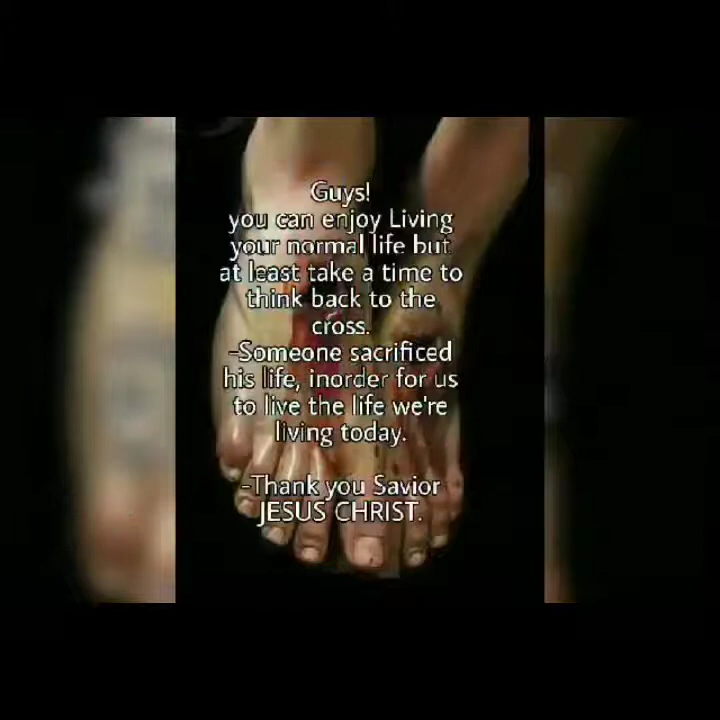 Guys!
you can enjoy Living
your normal life but
at least take a time to
think back to the
cross.
-Someone sacrificed
his life, inorder for us
to live the life we're
living today.
-Thank you Savior
JESUS CHRIST.